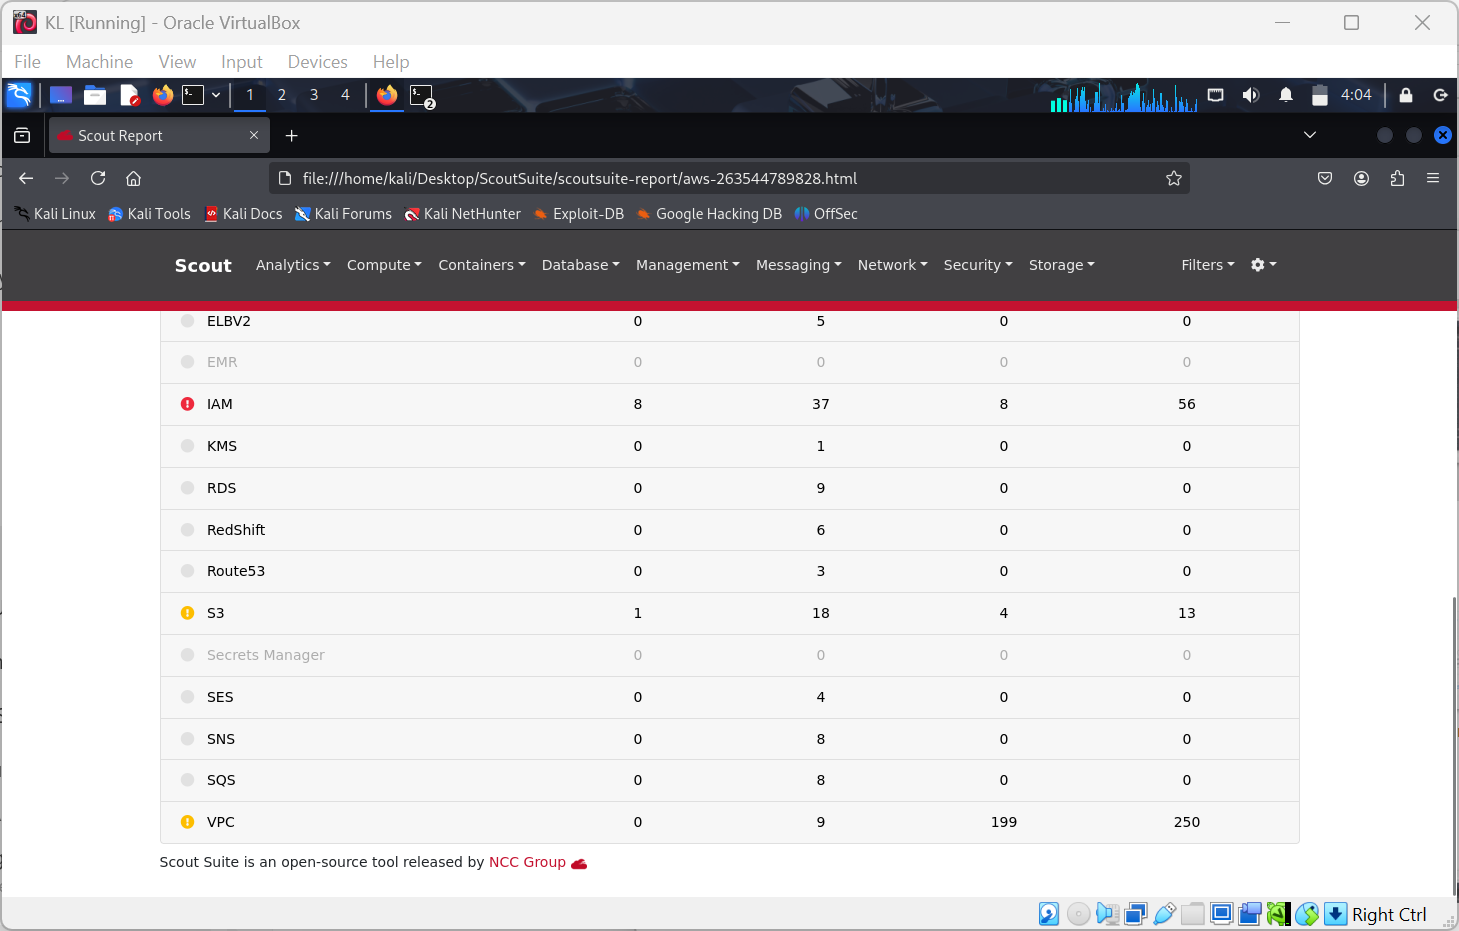 KL [Running] - Oracle VirtualBox
File Machine View Input Devices Help
1 2 3 4 2 4:04
Scout Report
file:///home/kali/Desktop/ScoutSuite/scoutsuite-report/aws-263544789828.html
Kali Linux Kali Tools Kali Docs Kali Forums Kali NetHunter Exploit-DB Google Hacking DB OffSec
Scout Analytics Compute Containers Database Management Messaging Network Security Storage Filters
ELBV2 0 5 0 0
EMR 0 0 0 0
IAM 8 37 8 56
KMS 0 1 0 0
RDS 0 9 0 0
RedShift 0 6 0 0
Route53 0 3 0 0
S3 1 18 4 13
Secrets Manager 0 0 0 0
SES 0 4 0 0
SNS 0 8 0 0
SQS 0 8 0 0
VPC 0 9 199 250
Scout Suite is an open-source tool released by NCC Group
Right Ctrl